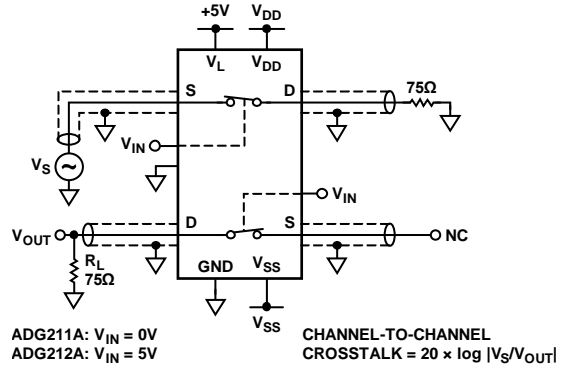 +5V VDD
VL VDD
S D
75Ω
VIN
VS
VIN
D S
VOUT NC
RL
75Ω
GND VSS
VSS
ADG211A: VIN = 0V
ADG212A: VIN = 5V
CHANNEL-TO-CHANNEL
CROSSTALK = 20 × log |VS/VOUT|